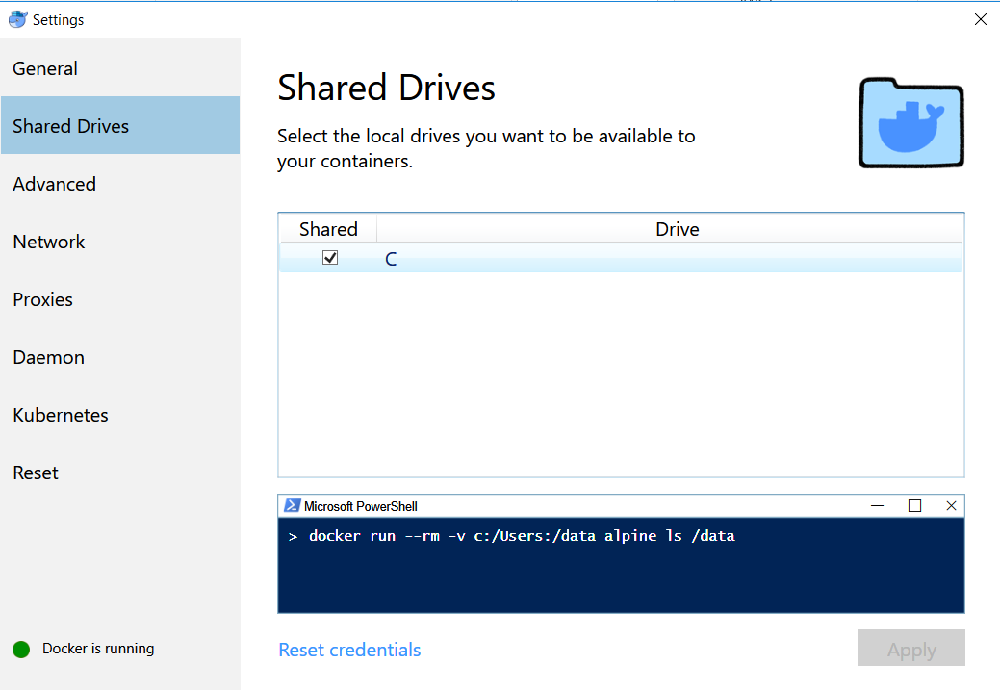 Settings
General
Shared Drives
Advanced
Network
Proxies
Daemon
Kubernetes
Reset
Docker is running
Shared Drives
Select the local drives you want to be available to
your containers.
Shared Drive
C
Microsoft PowerShell
> docker run --rm -v c:/Users:/data alpine ls /data
Reset credentials
Apply